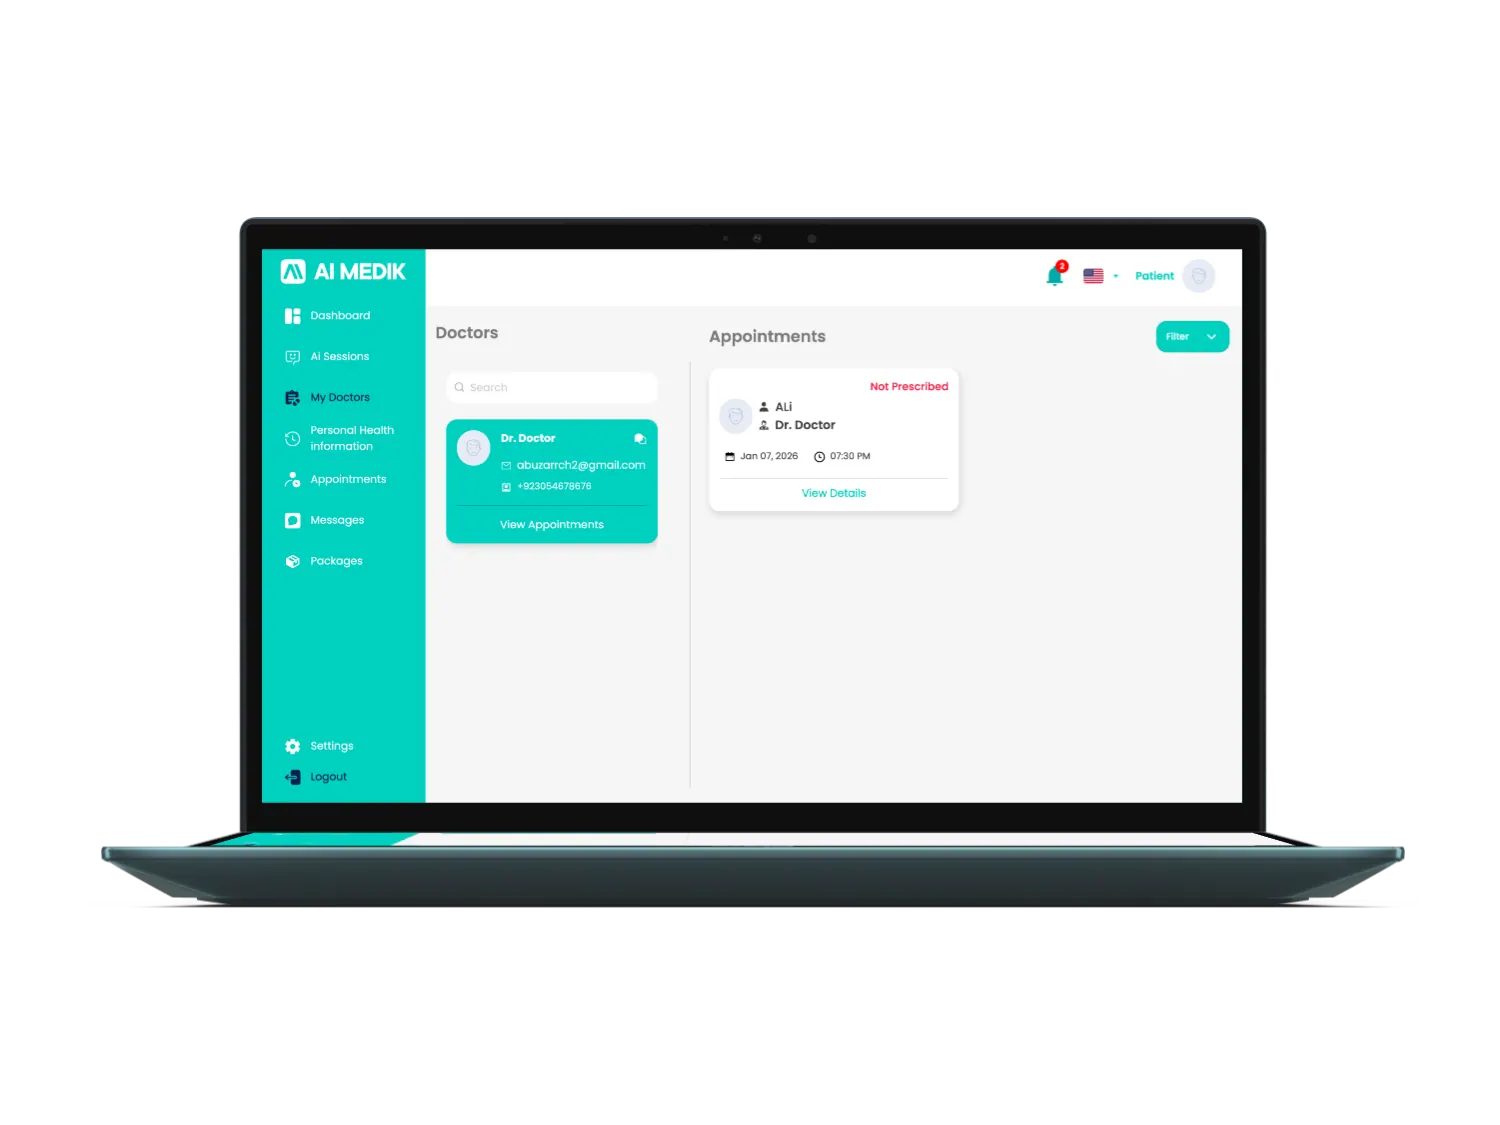 AI MEDIK
Dashboard
Ai Sessions
My Doctors
Personal Health
information
Appointments
Messages
Packages
Settings
Logout
2
Patient
Doctors
Search
Dr. Doctor
abuzarrch2@gmail.com
+923054678676
View Appointments
Appointments
Filter
Not Prescribed
ALi
Dr. Doctor
Jan 07, 2026 07:30 PM
View Details